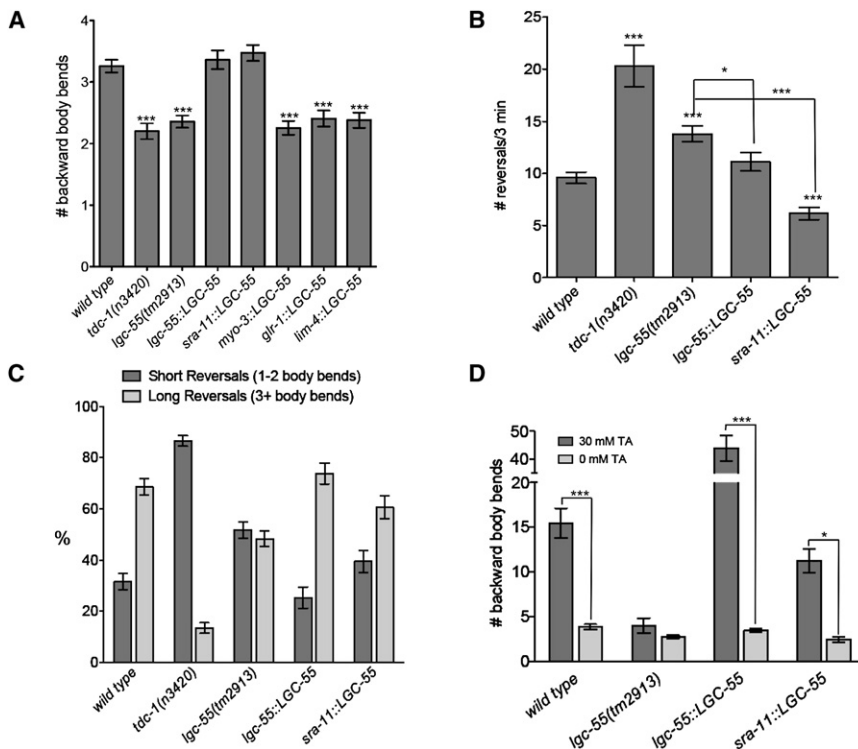 A
# backward body bends
4
3
2
1
0
*** *** *** *** ***
wild type
tdc-1(n3420)
lgc-55(tm2913)
lgc-55::LGC-55
sra-11::LGC-55
myo-3::LGC-55
glr-1::LGC-55
lim-4::LGC-55
B
# reversals/3 min
25
20
15
10
5
0
***
*
***
***
***
wild type
tdc-1(n3420)
lgc-55(tm2913)
lgc-55::LGC-55
sra-11::LGC-55
C
Short Reversals (1-2 body bends)
Long Reversals (3+ body bends)
%
100
80
60
40
20
0
wild type
tdc-1(n3420)
lgc-55(tm2913)
lgc-55::LGC-55
sra-11::LGC-55
D
30 mM TA
0 mM TA
# backward body bends
50
40
30
20
15
10
5
0
***
***
*
wild type
lgc-55(tm2913)
lgc-55::LGC-55
sra-11::LGC-55